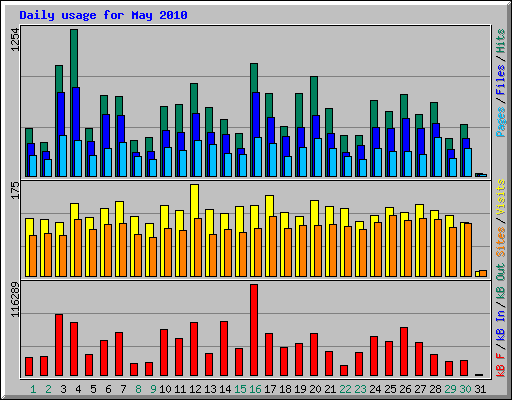 Daily usage for May 2010
1254
Pages / Files / Hits
175
Sites / Visits
116289
kB F / kB In / kB Out
1 2 3 4 5 6 7 8 9 10 11 12 13 14 15 16 17 18 19 20 21 22 23 24 25 26 27 28 29 30 31